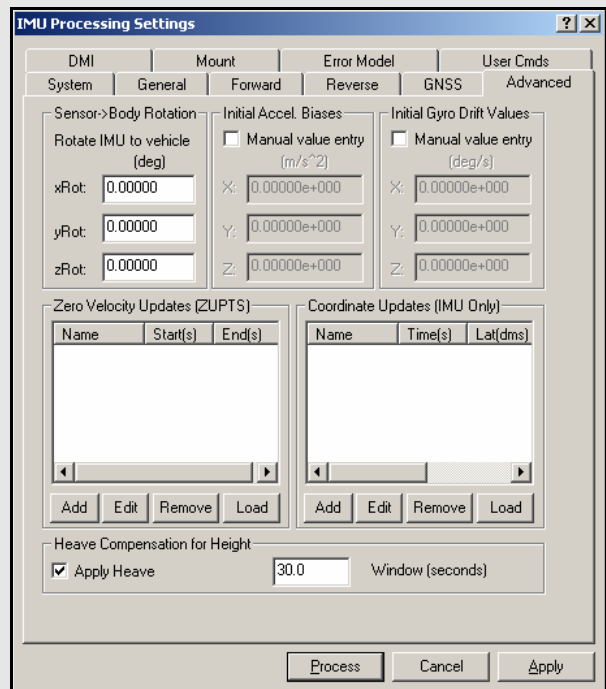 IMU Processing Settings
DMI Mount Error Model User Cmds
System General Forward Reverse GNSS Advanced
Sensor->Body Rotation
Rotate IMU to vehicle
(deg)
xRot: 0.00000
yRot: 0.00000
zRot: 0.00000
Initial Accel. Biases
Manual value entry
(m/s^2)
X: 0.00000e+000
Y: 0.00000e+000
Z: 0.00000e+000
Initial Gyro Drift Values
Manual value entry
(deg/s)
X: 0.00000e+000
Y: 0.00000e+000
Z: 0.00000e+000
Zero Velocity Updates (ZUPTS)
Name Start(s) End(s)
Add Edit Remove Load
Coordinate Updates (IMU Only)
Name Time(s) Lat(dms)
Add Edit Remove Load
Heave Compensation for Height
Apply Heave 30.0 Window (seconds)
Process Cancel Apply